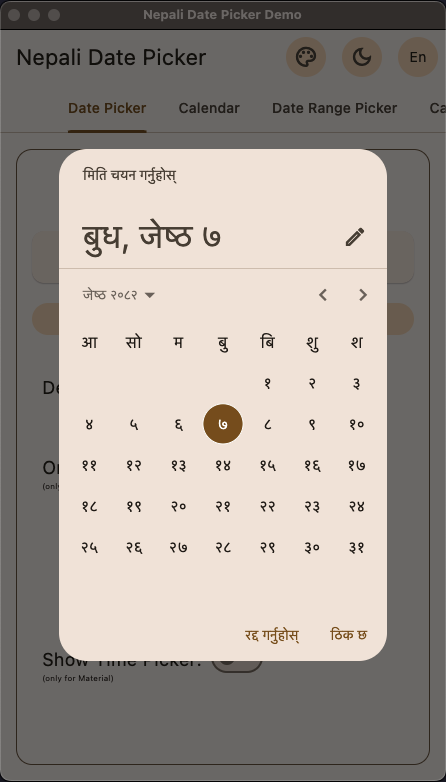 Nepali Date Picker Demo
Nepali Date Picker
En
Date Picker Calendar Date Range Picker Ca
मिति चयन गर्नुहोस्
बुध, जेष्ठ ७
जेष्ठ २०८२
आ सो म बु बि शु श
१ २ ३
४ ५ ६ ७ ८ ९ १०
११ १२ १३ १४ १५ १६ १७
१८ १९ २० २१ २२ २३ २४
२५ २६ २७ २८ २९ ३० ३१
रद्द गर्नुहोस् ठिक छ
Show Time Picker:
(only for Material)